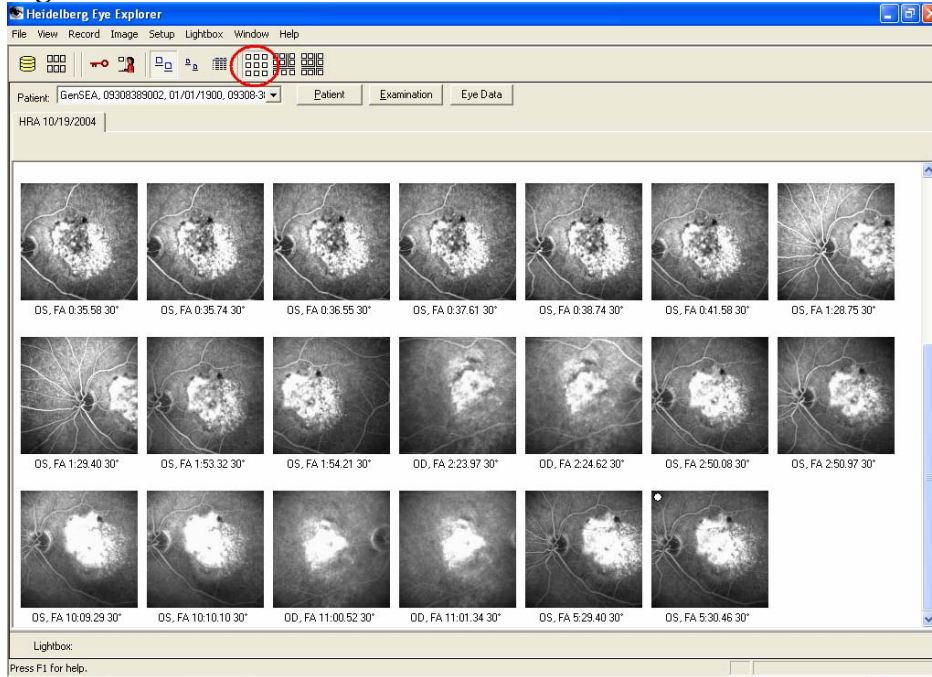 Heidelberg Eye Explorer
File View Record Image Setup Lightbox Window Help
Patient: GenSEA, 09308389002, 01/01/1900, 09308-3 Patient Examination Eye Data
HRA 10/19/2004
OS, FA 0:35.58 30° OS, FA 0:35.74 30° OS, FA 0:36.55 30° OS, FA 0:37.61 30° OS, FA 0:38.74 30° OS, FA 0:41.58 30° OS, FA 1:28.75 30°
OS, FA 1:29.40 30° OS, FA 1:53.32 30° OS, FA 1:54.21 30° OD, FA 2:23.97 30° OD, FA 2:24.62 30° OS, FA 2:50.08 30° OS, FA 2:50.97 30°
OS, FA 10:09.29 30° OS, FA 10:10.10 30° OD, FA 11:00.52 30° OD, FA 11:01.34 30° OS, FA 5:29.40 30° OS, FA 5:30.46 30°
Lightbox:
Press F1 for help.